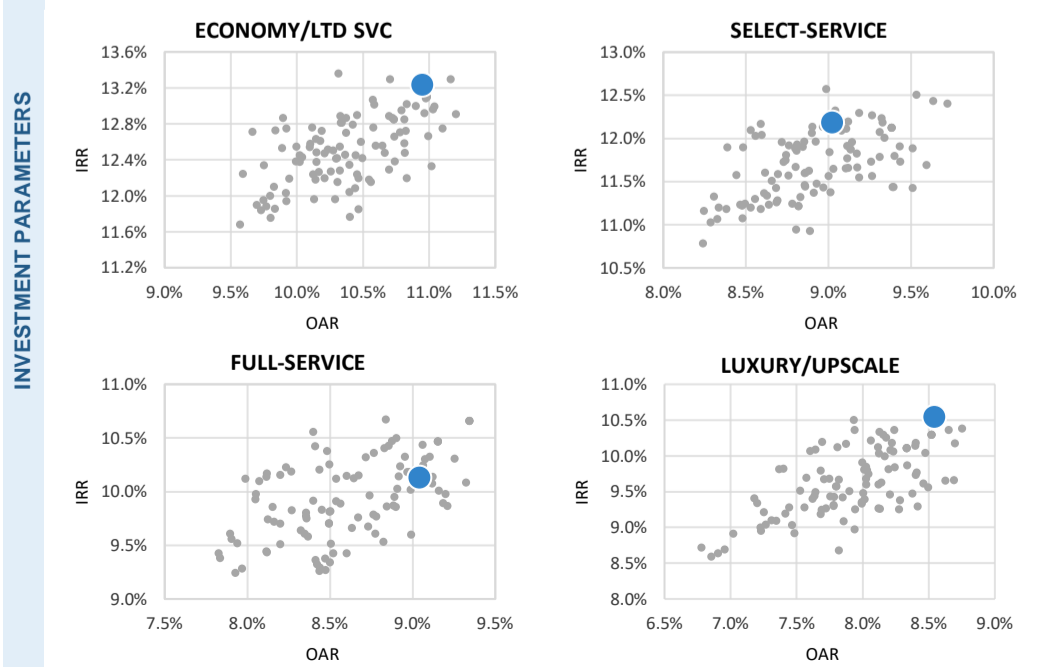 INVESTMENT PARAMETERS
ECONOMY/LTD SVC
13.6%
13.2%
12.8%
12.4%
12.0%
11.6%
11.2%
IRR
9.0% 9.5% 10.0% 10.5% 11.0% 11.5%
OAR
SELECT-SERVICE
13.0%
12.5%
12.0%
11.5%
11.0%
10.5%
IRR
8.0% 8.5% 9.0% 9.5% 10.0%
OAR
FULL-SERVICE
11.0%
10.5%
10.0%
9.5%
9.0%
IRR
7.5% 8.0% 8.5% 9.0% 9.5%
OAR
LUXURY/UPSCALE
11.0%
10.5%
10.0%
9.5%
9.0%
8.5%
8.0%
IRR
6.5% 7.0% 7.5% 8.0% 8.5% 9.0%
OAR